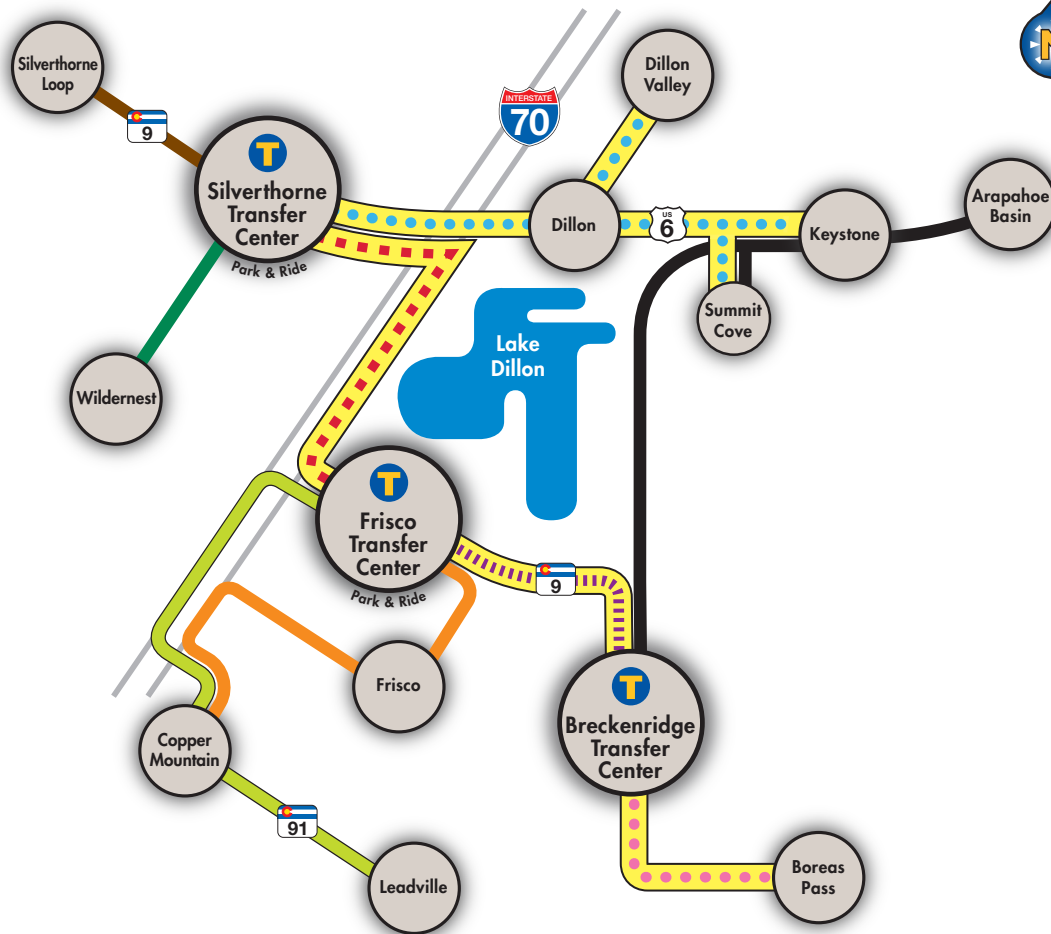 Silverthorne
Loop
9
T
Silverthorne
Transfer
Center
Park & Ride
INTERSTATE
70
Dillon
Valley
Dillon
US
6
Keystone
Arapahoe
Basin
Summit
Cove
Lake
Dillon
Wildernest
T
Frisco
Transfer
Center
Park & Ride
9
Frisco
T
Breckenridge
Transfer
Center
Copper
Mountain
91
Leadville
Boreas
Pass
N